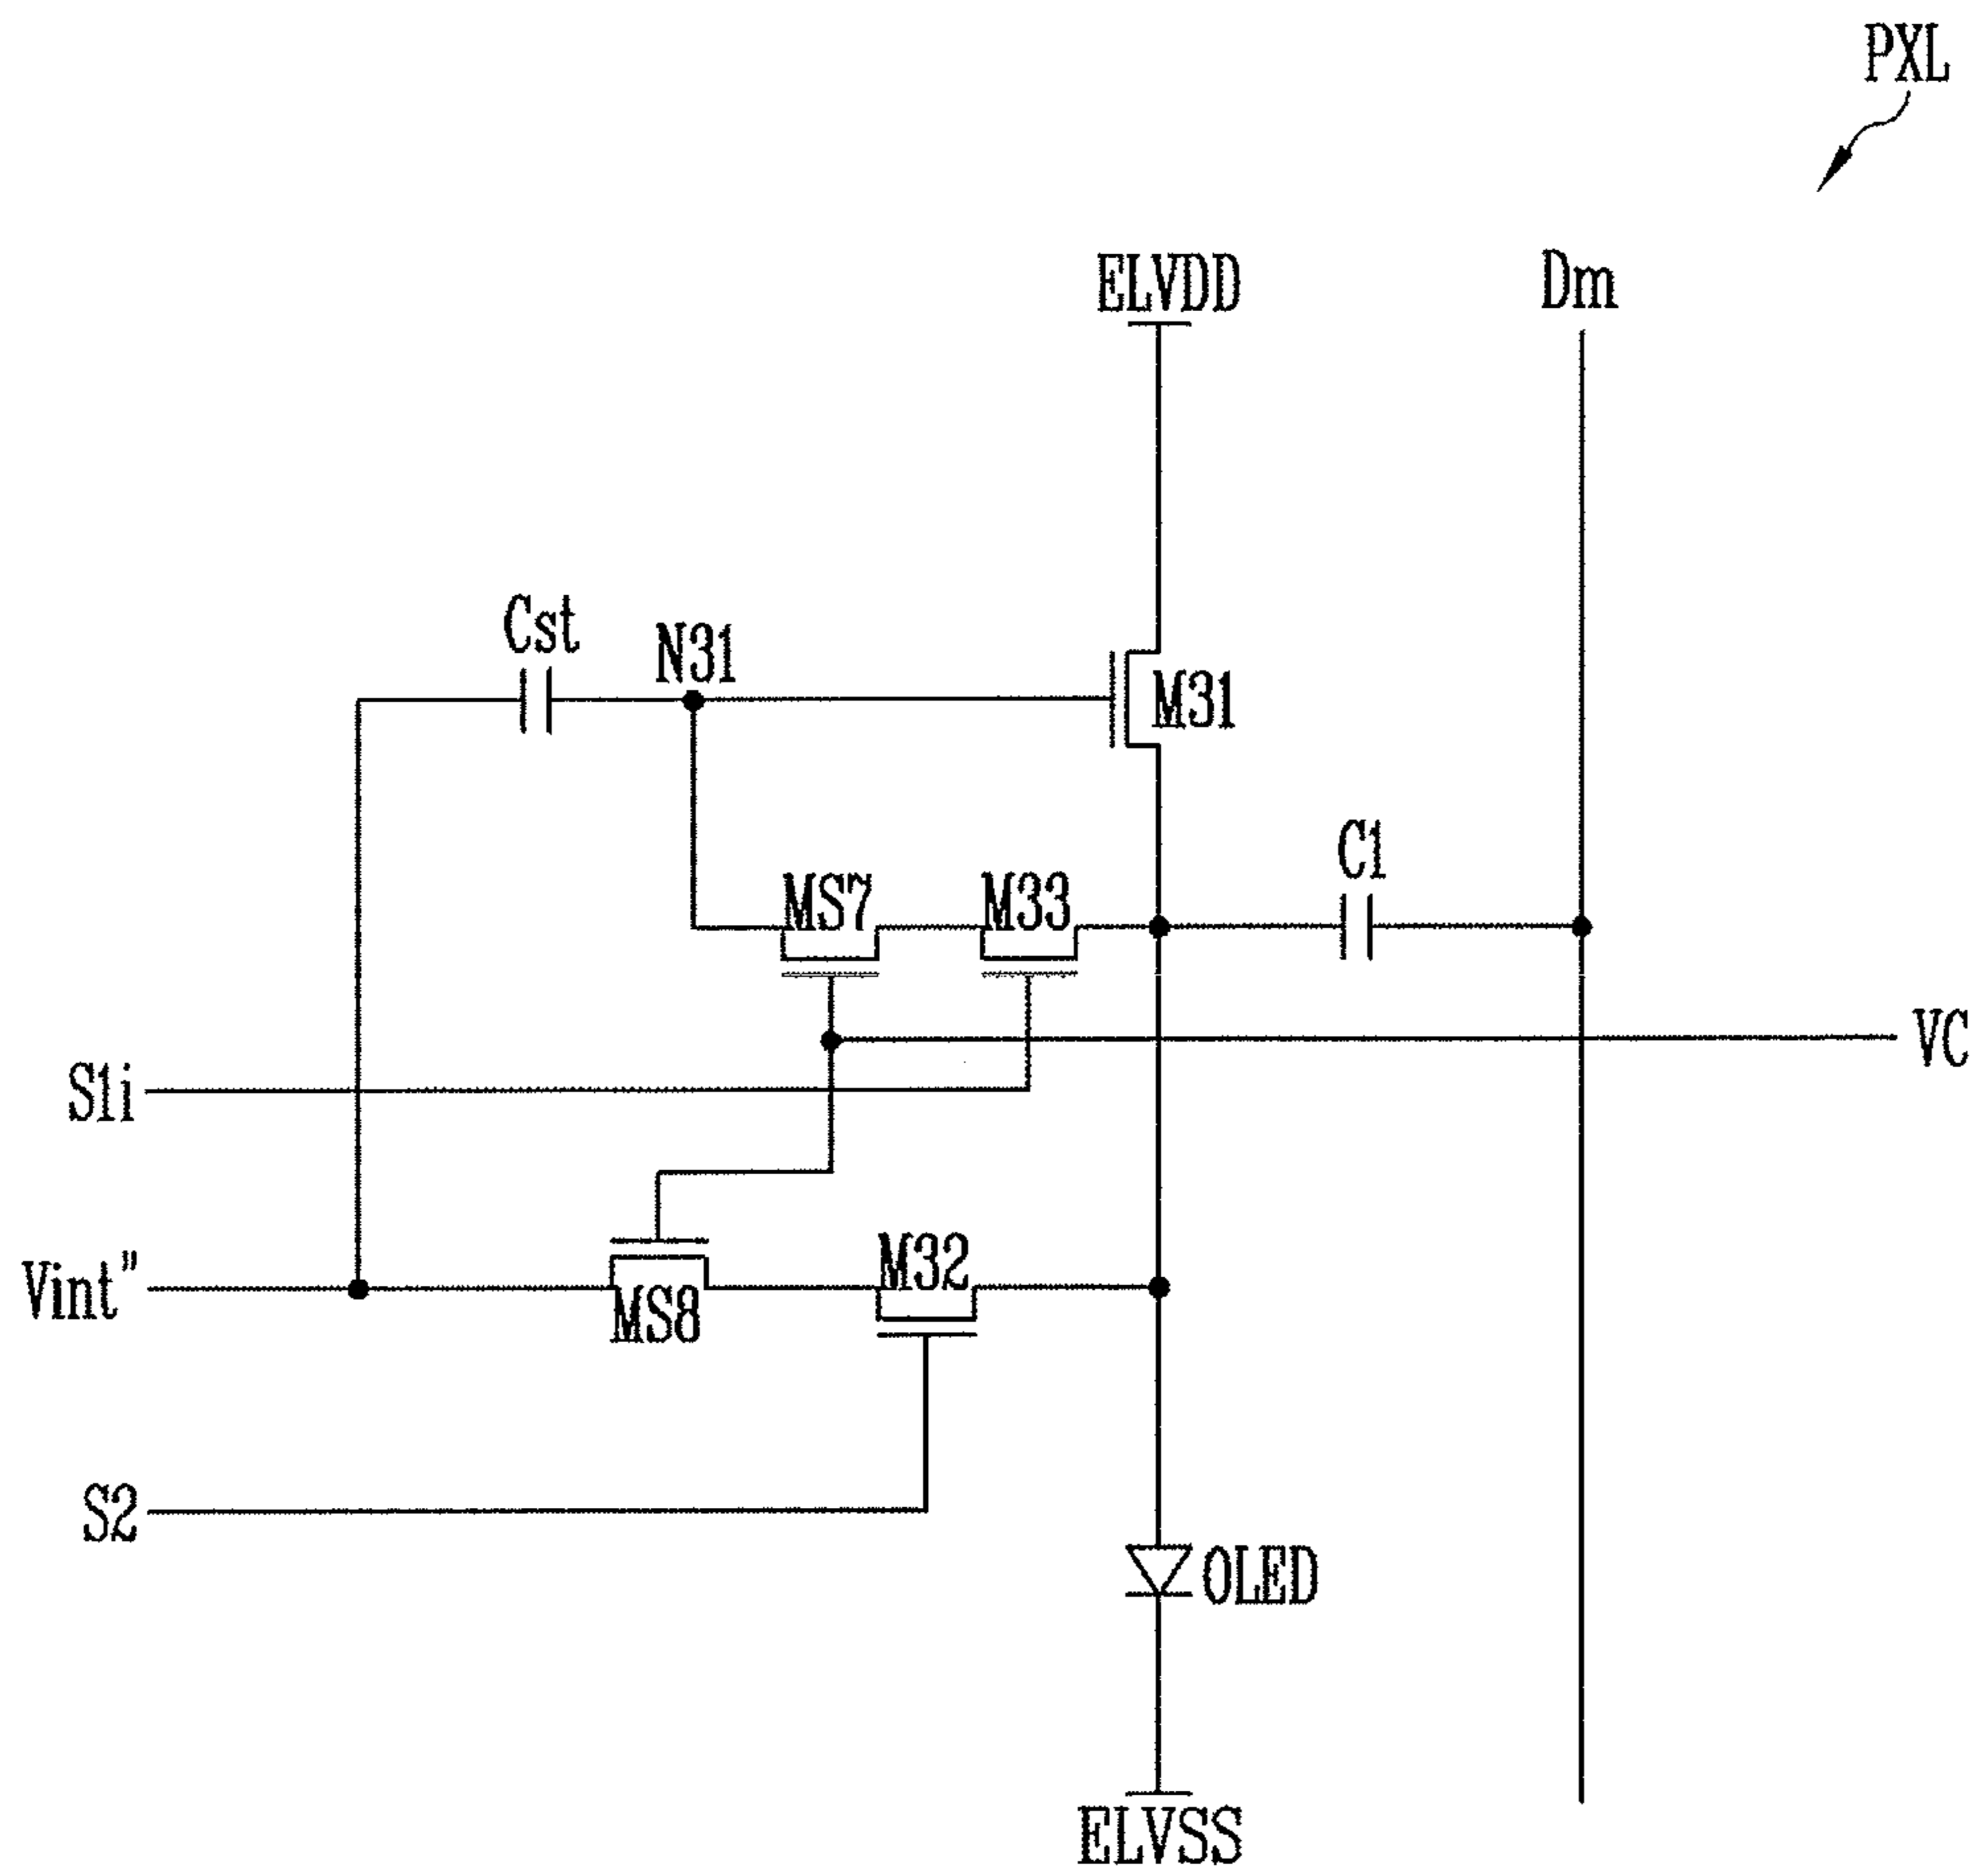 PXL
ELVDD
Dm
Cst
N31
M31
C1
MS7
M33
VC
S1i
M32
Vint"
MS8
S2
OLED
ELVSS